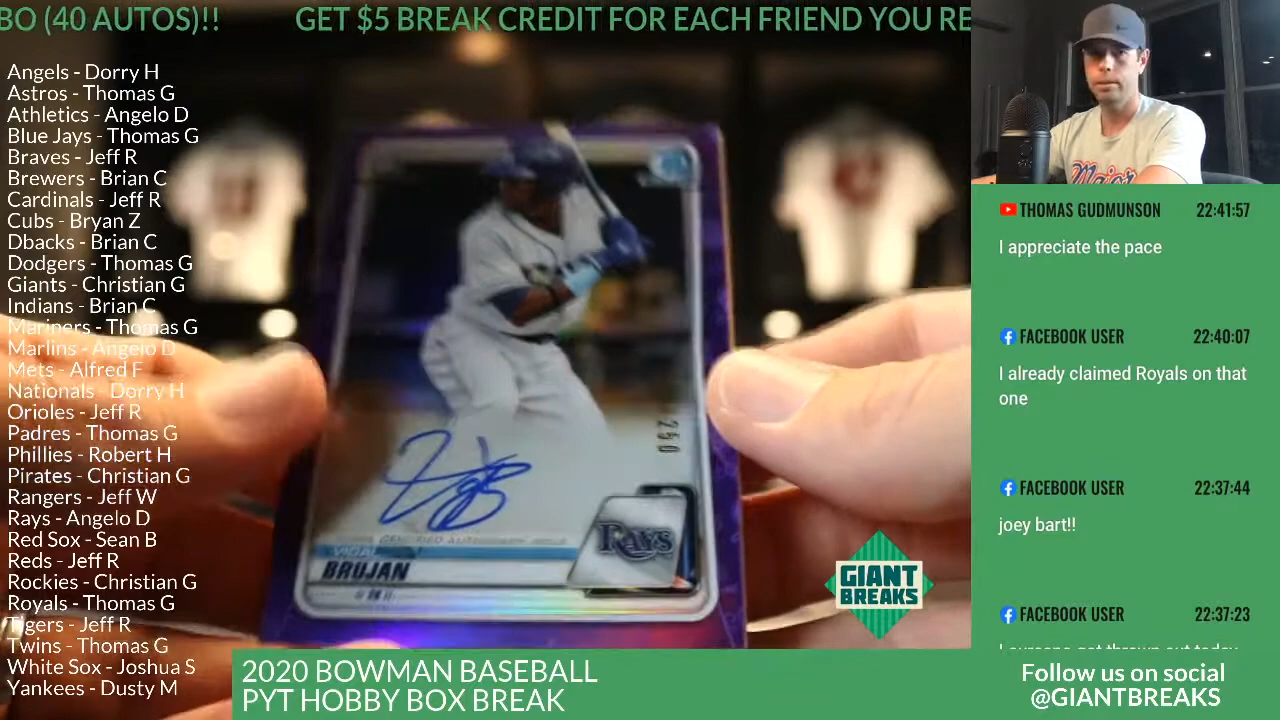 BO (40 AUTOS)!! GET $5 BREAK CREDIT FOR EACH FRIEND YOU RE
Angels - Dorry H
Astros - Thomas G
Athletics - Angelo D
Blue Jays - Thomas G
Braves - Jeff R
Brewers - Brian C
Cardinals - Jeff R
Cubs - Bryan Z
Dbacks - Brian C
Dodgers - Thomas G
Giants - Christian G
Indians - Brian C
Mariners - Thomas G
Marlins - Angelo D
Mets - Alfred F
Nationals - Dorry H
Orioles - Jeff R
Padres - Thomas G
Phillies - Robert H
Pirates - Christian G
Rangers - Jeff W
Rays - Angelo D
Red Sox - Sean B
Reds - Jeff R
Rockies - Christian G
Royals - Thomas G
Tigers - Jeff R
Twins - Thomas G
White Sox - Joshua S
Yankees - Dusty M
250
RAYS
VIDAL
BRUJAN
GIANT
BREAKS
2020 BOWMAN BASEBALL
PYT HOBBY BOX BREAK
Major
THOMAS GUDMUNSON 22:41:57
I appreciate the pace
FACEBOOK USER 22:40:07
I already claimed Royals on that
one
FACEBOOK USER 22:37:44
joey bart!!
FACEBOOK USER 22:37:23
Follow us on social
@GIANTBREAKS